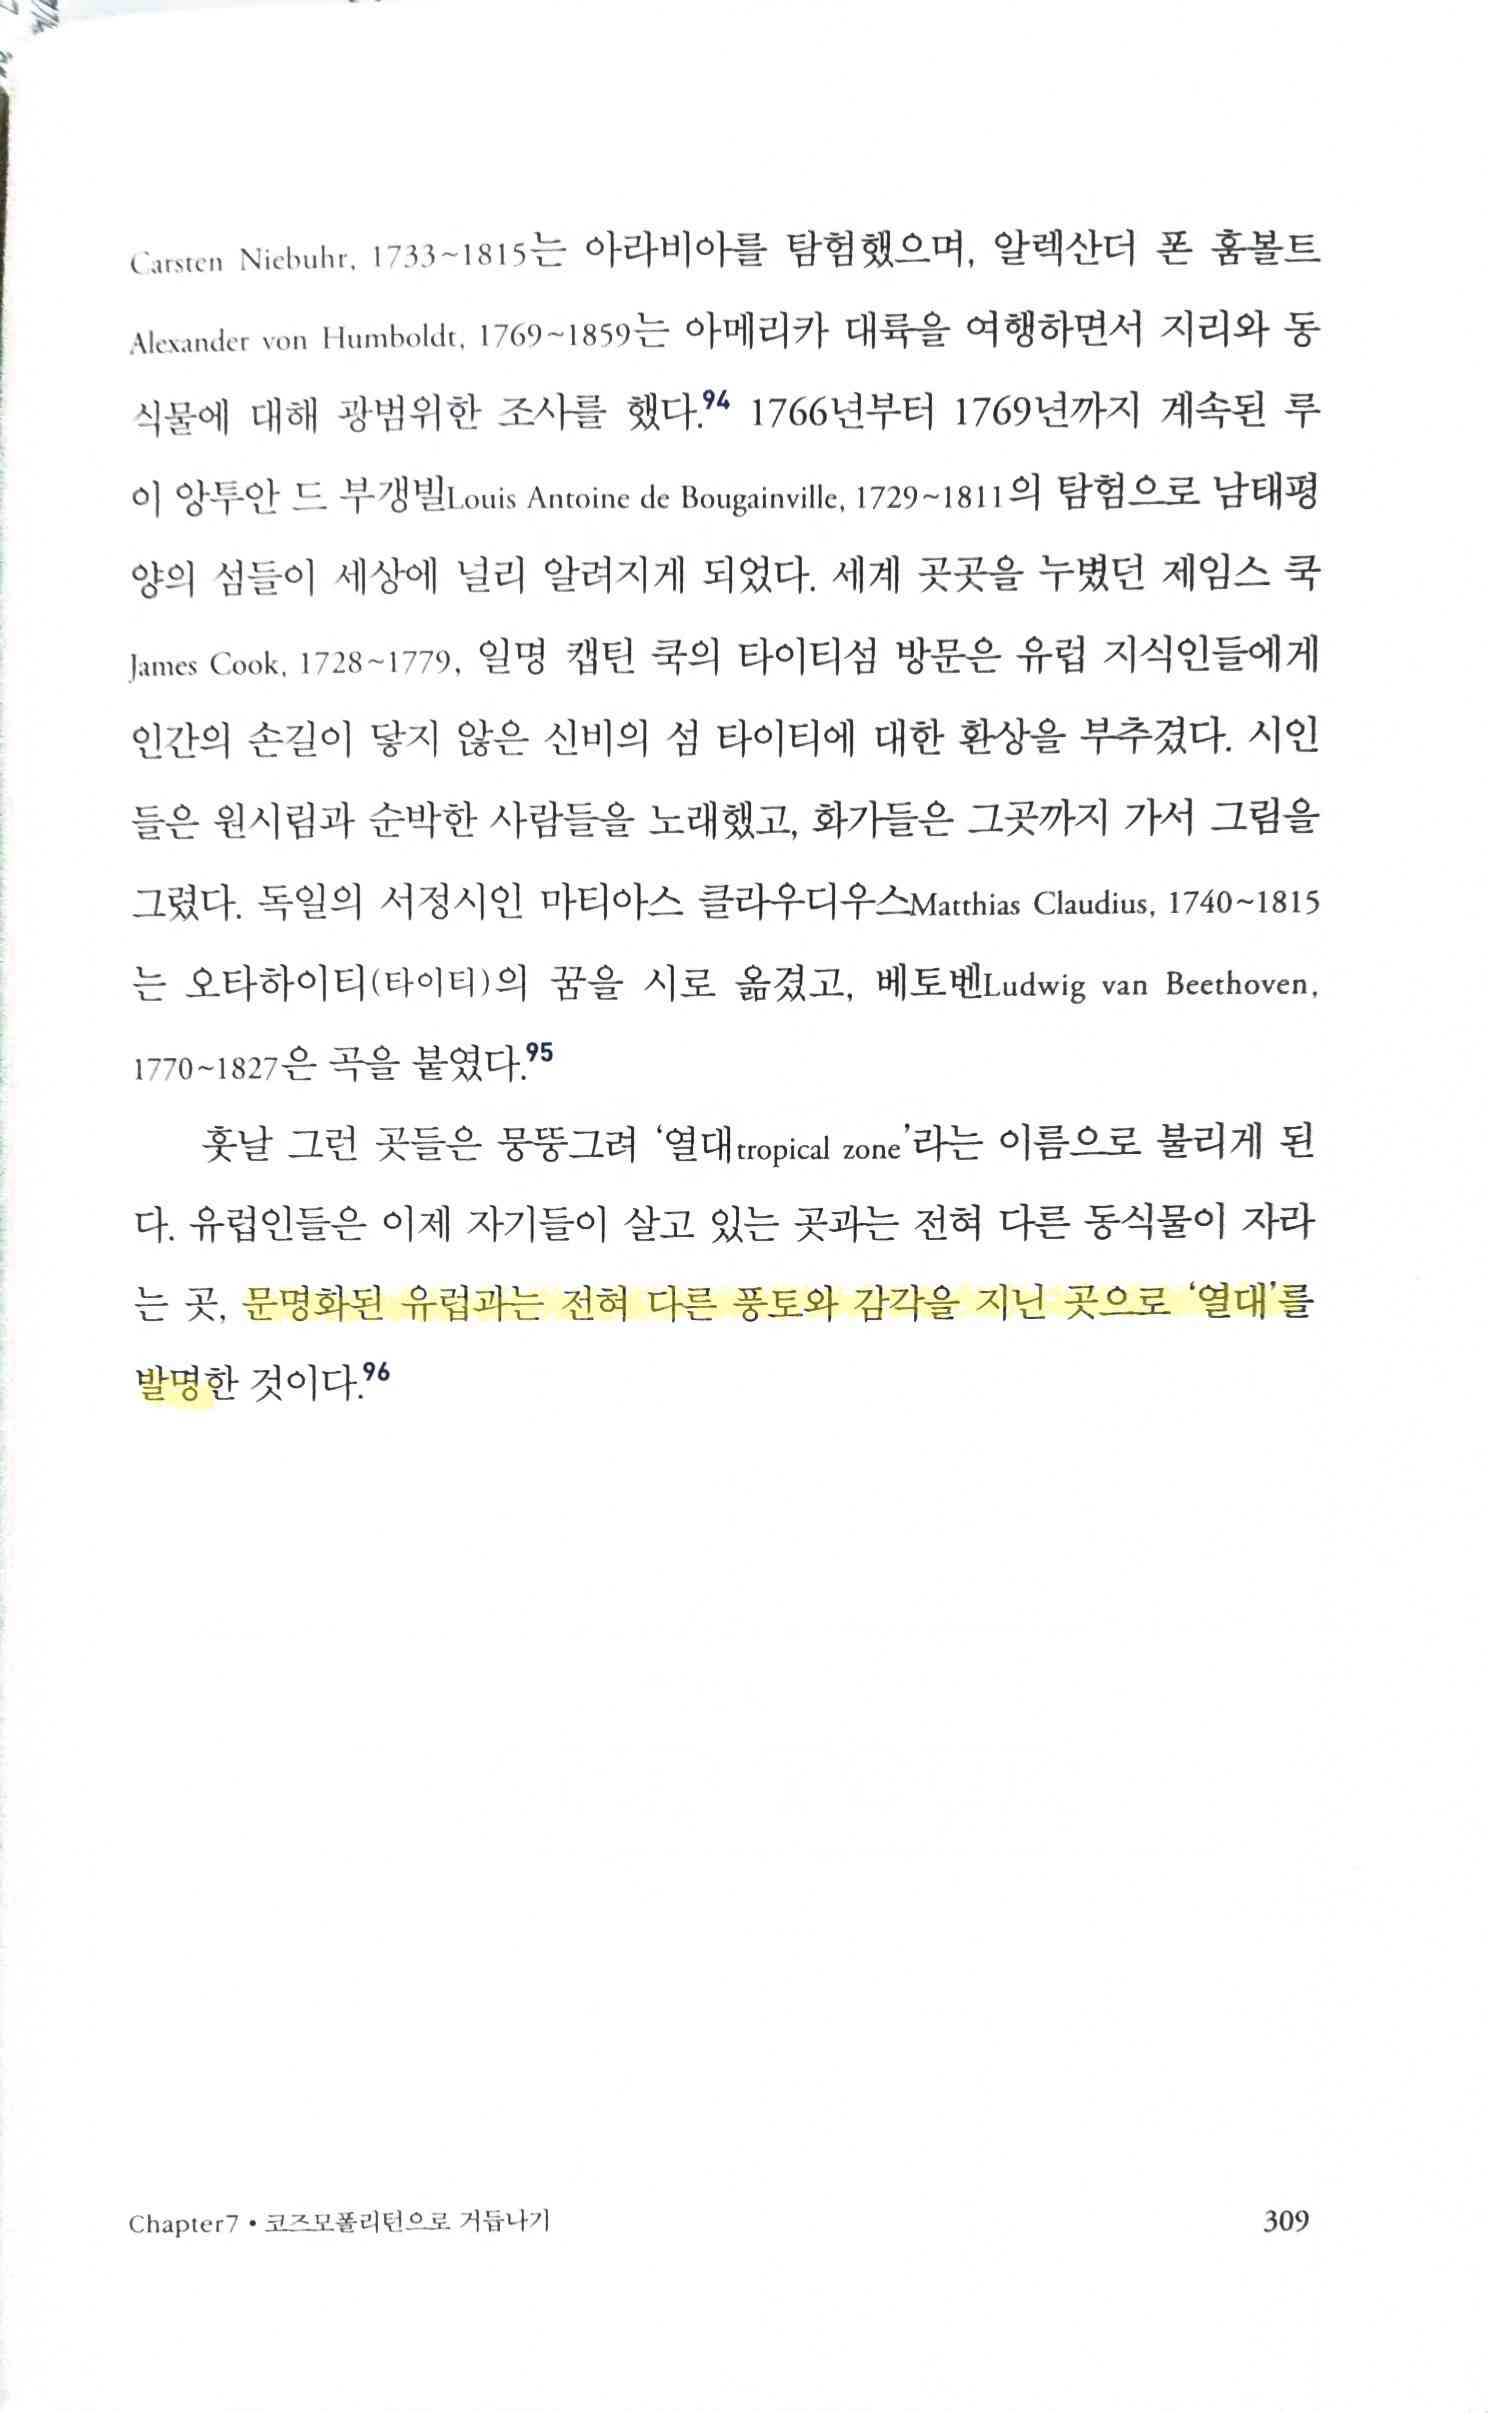 Carsten Niebuhr, 1733~1815는 아라비아를 탐험했으며, 알렉산더 폰 훔볼트
Alexander von Humboldt, 1769~1859는 아메리카 대륙을 여행하면서 지리와 동
식물에 대해 광범위한 조사를 했다.94 1766년부터 1769년까지 계속된 루
이 앙투안 드 부갱빌Louis Antoine de Bougainville, 1729~1811의 탐험으로 남태평
양의 섬들이 세상에 널리 알려지게 되었다. 세계 곳곳을 누볐던 제임스 쿡
James Cook, 1728~1779, 일명 캡틴 쿡의 타이티섬 방문은 유럽 지식인들에게
인간의 손길이 닿지 않은 신비의 섬 타이티에 대한 환상을 부추겼다. 시인
들은 원시림과 순박한 사람들을 노래했고, 화가들은 그곳까지 가서 그림을
그렸다. 독일의 서정시인 마티아스 클라우디우스Matthias Claudius, 1740~1815
는 오타하이티(타이티)의 꿈을 시로 옮겼고, 베토벤Ludwig van Beethoven,
1770~1827은 곡을 붙였다.95
훗날 그런 곳들은 뭉뚱그려 ‘열대tropical zone’라는 이름으로 불리게 된
다. 유럽인들은 이제 자기들이 살고 있는 곳과는 전혀 다른 동식물이 자라
는 곳, 문명화된 유럽과는 전혀 다른 풍토와 감각을 지닌 곳으로 ‘열대’를
발명한 것이다.96
Chapter7 • 코즈모폴리턴으로 거듭나기 309